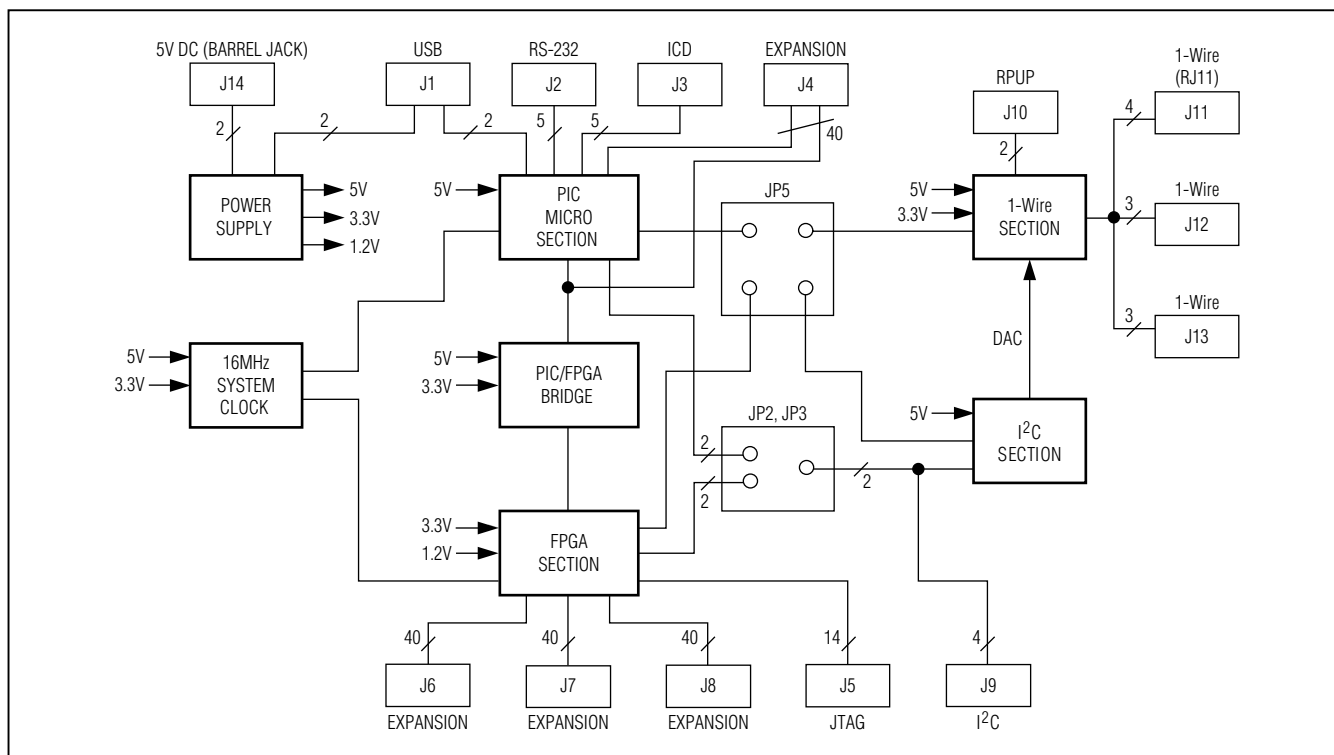 5V DC (BARREL JACK)
J14
2
USB
J1
2
2
RS-232
J2
5
ICD
J3
5
EXPANSION
J4
40
RPUP
J10
2
1-Wire
(RJ11)
J11
4
POWER
SUPPLY
5V
3.3V
1.2V
5V
PIC
MICRO
SECTION
JP5
5V
3.3V
1-Wire
SECTION
1-Wire
J12
3
1-Wire
J13
3
DAC
5V
3.3V
16MHz
SYSTEM
CLOCK
5V
3.3V
PIC/FPGA
BRIDGE
JP2, JP3
2
2
2
5V
I²C
SECTION
3.3V
1.2V
FPGA
SECTION
40
J6
EXPANSION
40
J7
EXPANSION
40
J8
EXPANSION
14
J5
JTAG
4
J9
I²C